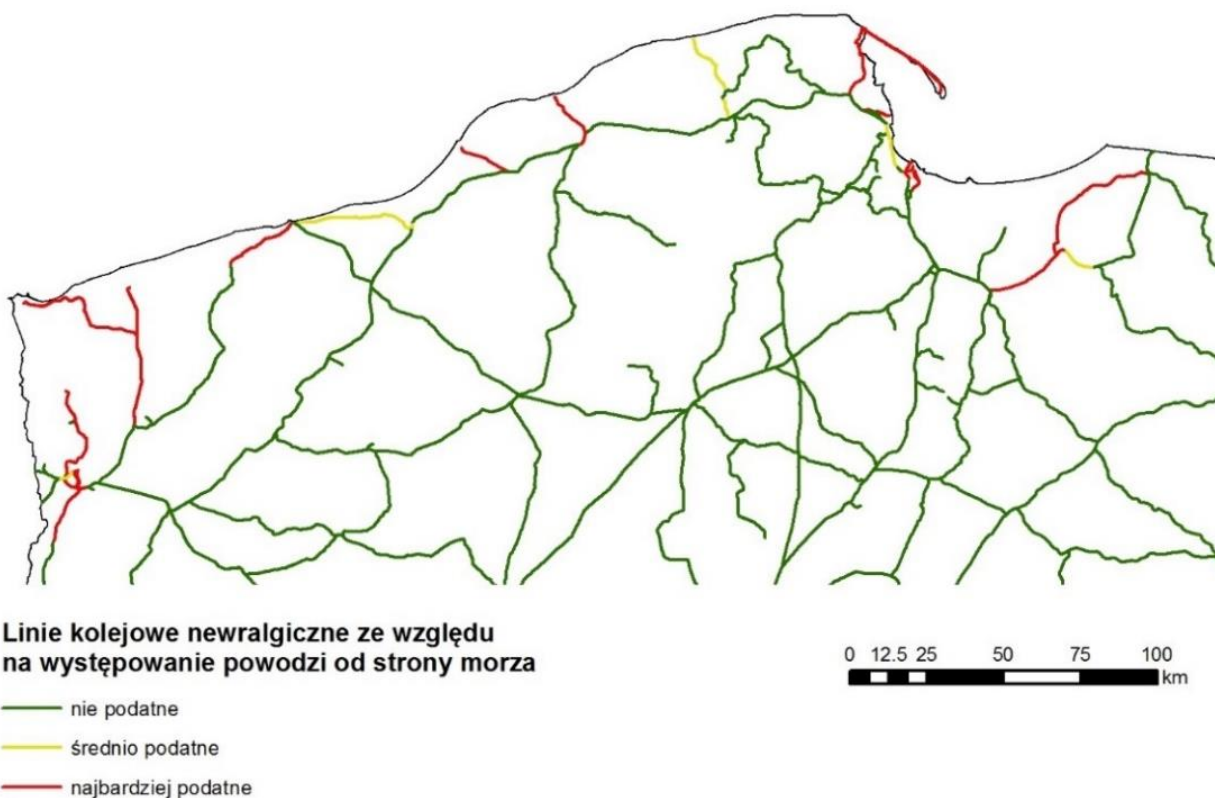 Linie kolejowe newralgiczne ze względu
na występowanie powodzi od strony morza
nie podatne
średnio podatne
najbardziej podatne
0 12.5 25 50 75 100
km